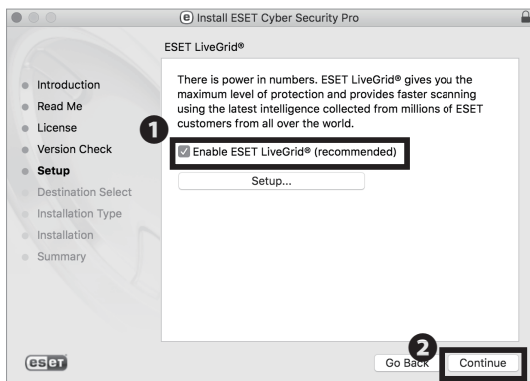 Install ESET Cyber Security Pro
ESET LiveGrid®
Introduction
Read Me
License
Version Check
Setup
Destination Select
Installation Type
Installation
Summary
There is power in numbers. ESET LiveGrid® gives you the
maximum level of protection and provides faster scanning
using the latest intelligence collected from millions of ESET
customers from all over the world.
1
Enable ESET LiveGrid® (recommended)
Setup...
eset
2
Go Back
Continue